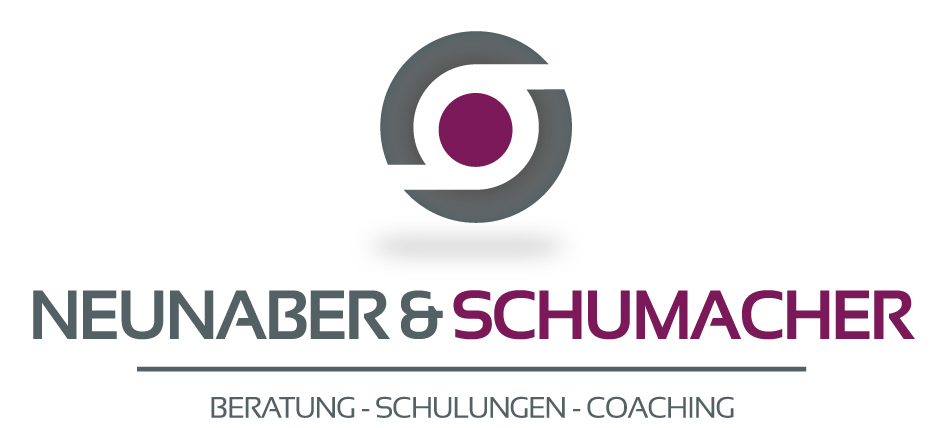 NEUNABER & SCHUMACHER
BERATUNG - SCHULUNGEN - COACHING